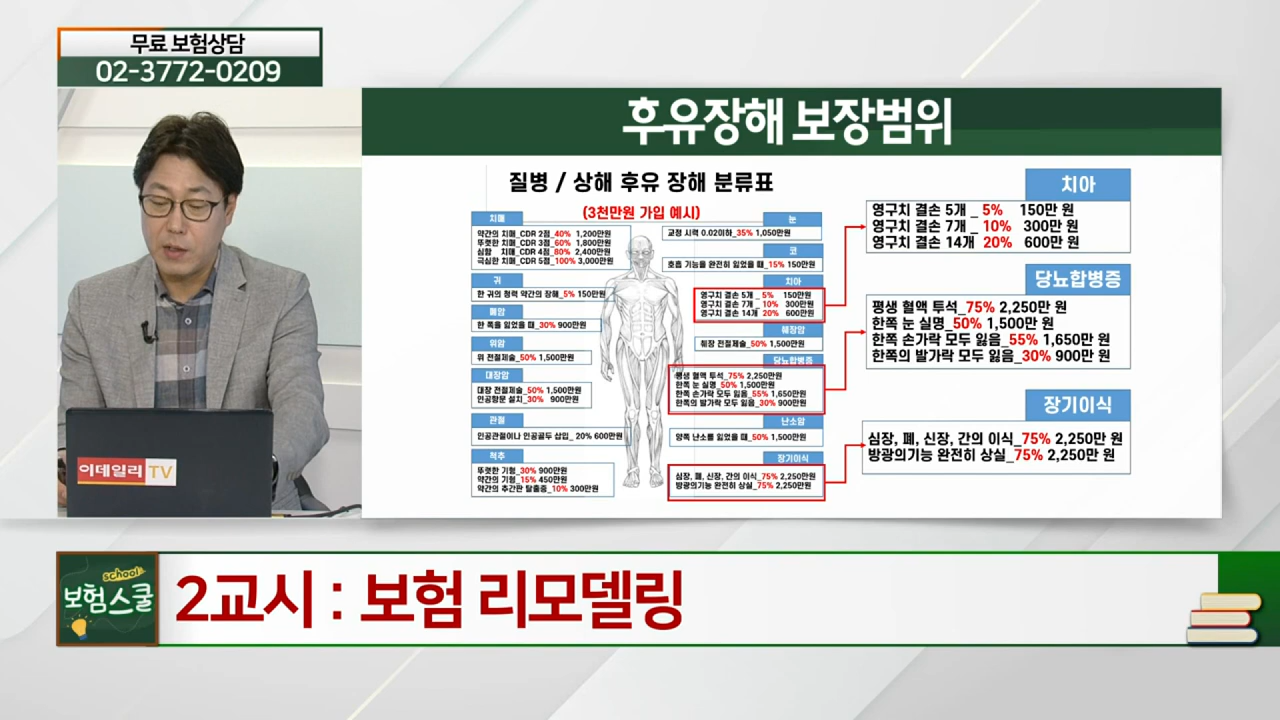 무료 보험상담
02-3772-0209
후유장해 보장범위
질병 / 상해 후유 장해 분류표
(3천만원 가입 예시)
치매
약간의 치매_CDR 2점_40% 1,200만원
뚜렷한 치매_CDR 3점_60% 1,800만원
심함 치매_CDR 4점_80% 2,400만원
극심한 치매_CDR 5점_100% 3,000만원
귀
한 귀의 청력 약간의 장해_5% 150만원
폐암
한 쪽을 잃었을 때_30% 900만원
위암
위 전절제술_50% 1,500만원
대장암
대장 전절제술_50% 1,500만원
인공항문 설치_30% 900만원
관절
인공관절이나 인공골두 삽입_ 20% 600만원
척추
뚜렷한 기형_30% 900만원
약간의 기형_15% 450만원
약간의 추간판 탈출증_10% 300만원
눈
교정 시력 0.02이하_35% 1,050만원
코
호흡 기능을 완전히 잃었을 때_15% 150만원
치아
영구치 결손 5개 _ 5% 150만원
영구치 결손 7개 _ 10% 300만원
영구치 결손 14개 20% 600만원
췌장암
췌장 전절제술_50% 1,500만원
당뇨합병증
평생 혈액 투석_75% 2,250만원
한쪽 눈 실명_50% 1,500만원
한쪽 손가락 모두 잃음_55% 1,650만원
한쪽의 발가락 모두 잃음_30% 900만원
난소암
양쪽 난소를 잃었을 때_50% 1,500만원
장기이식
심장, 폐, 신장, 간의 이식_75% 2,250만원
방광의기능 완전히 상실_75% 2,250만원
치아
영구치 결손 5개 _ 5% 150만 원
영구치 결손 7개 _ 10% 300만 원
영구치 결손 14개 20% 600만 원
당뇨합병증
평생 혈액 투석_75% 2,250만 원
한쪽 눈 실명_50% 1,500만 원
한쪽 손가락 모두 잃음_55% 1,650만 원
한쪽의 발가락 모두 잃음_30% 900만 원
장기이식
심장, 폐, 신장, 간의 이식_75% 2,250만 원
방광의기능 완전히 상실_75% 2,250만 원
이데일리 TV
school
보험스쿨
2교시 : 보험 리모델링